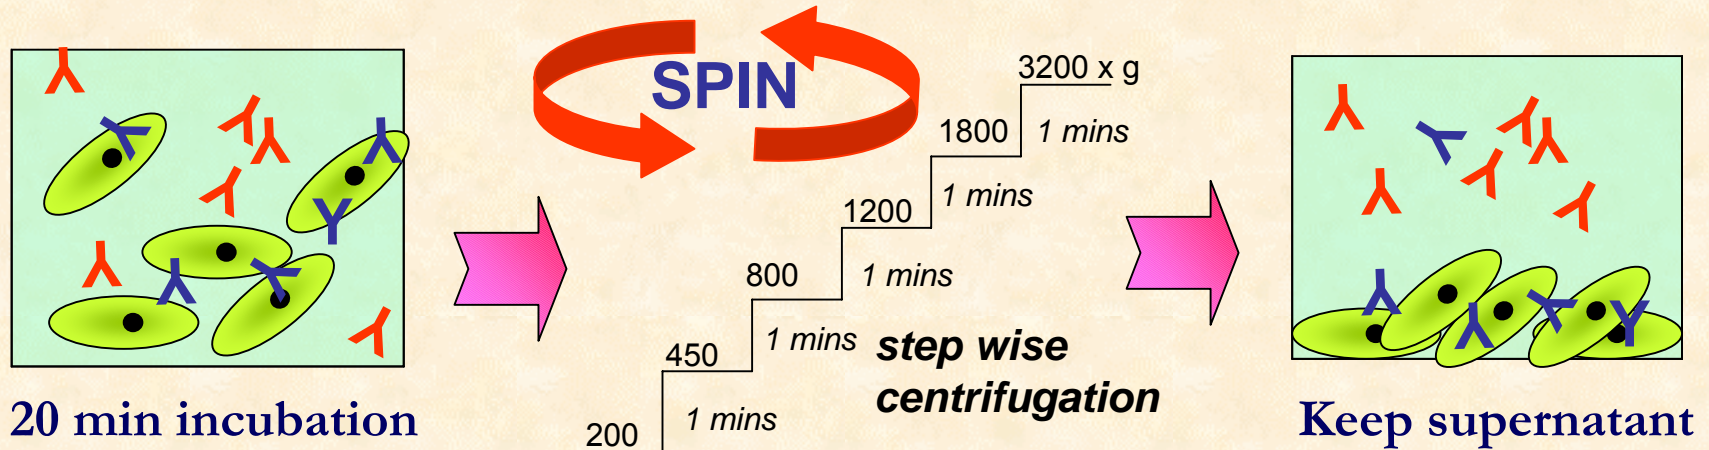 SPIN
3200 x g
1800
1 mins
1200
1 mins
800
1 mins
450
1 mins
200
1 mins
step wise
centrifugation
20 min incubation
Keep supernatant